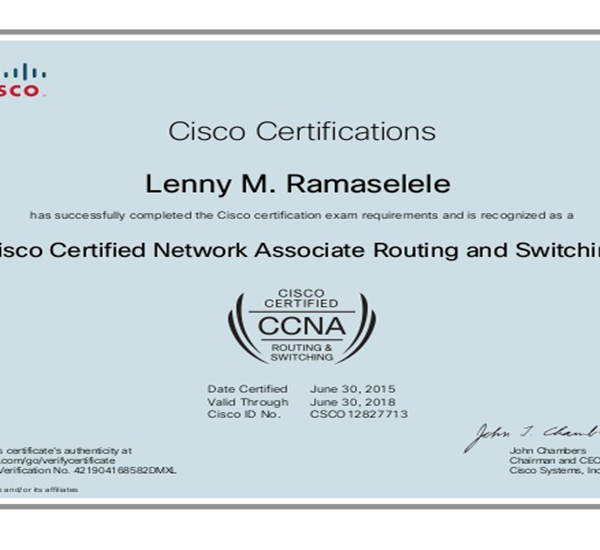 SCO
Cisco Certifications
Lenny M. Ramaselele
has successfully completed the Cisco certification exam requirements and is recognized as a
isco Certified Network Associate Routing and Switchin
CISCO
CERTIFIED
CCNA
ROUTING &
SWITCHING
Date Certified June 30, 2015
Valid Through June 30, 2018
Cisco ID No. CSCO12827713
John T. Chamb
s certificate's authenticity at
.com/go/verifycertificate
Verification No. 421904168582DMXL
John Chambers
Chairman and CEO
Cisco Systems, Inc
and/or its affiliates